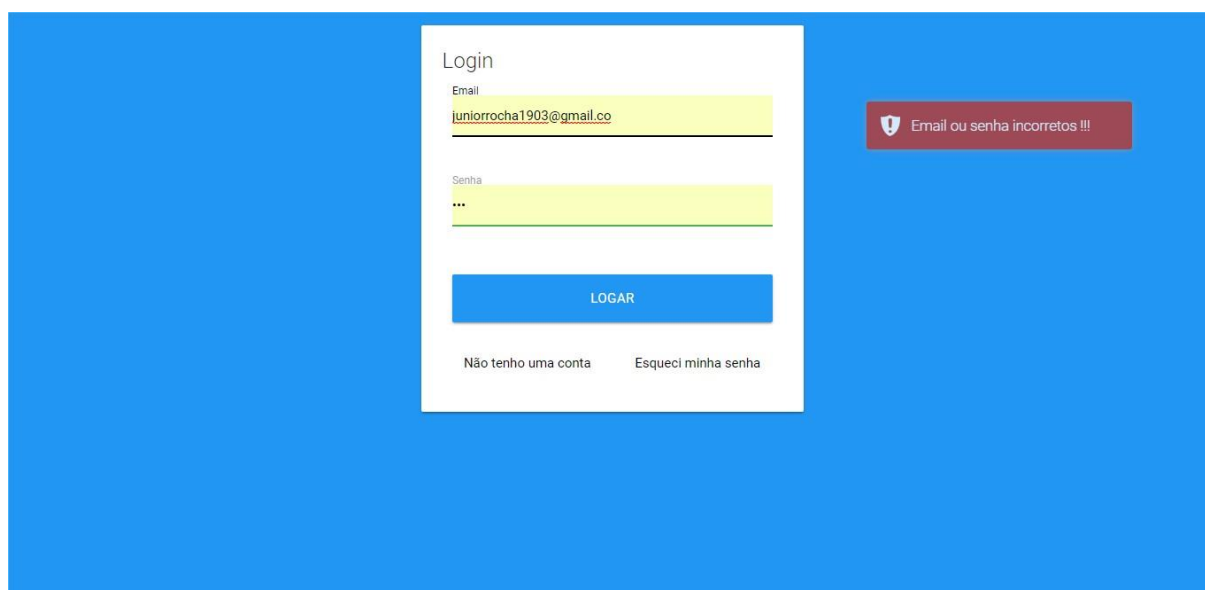 Login
Email
juniorrocha1903@gmail.co
Email ou senha incorretos !!!
Senha
•••
LOGAR
Não tenho uma conta
Esqueci minha senha